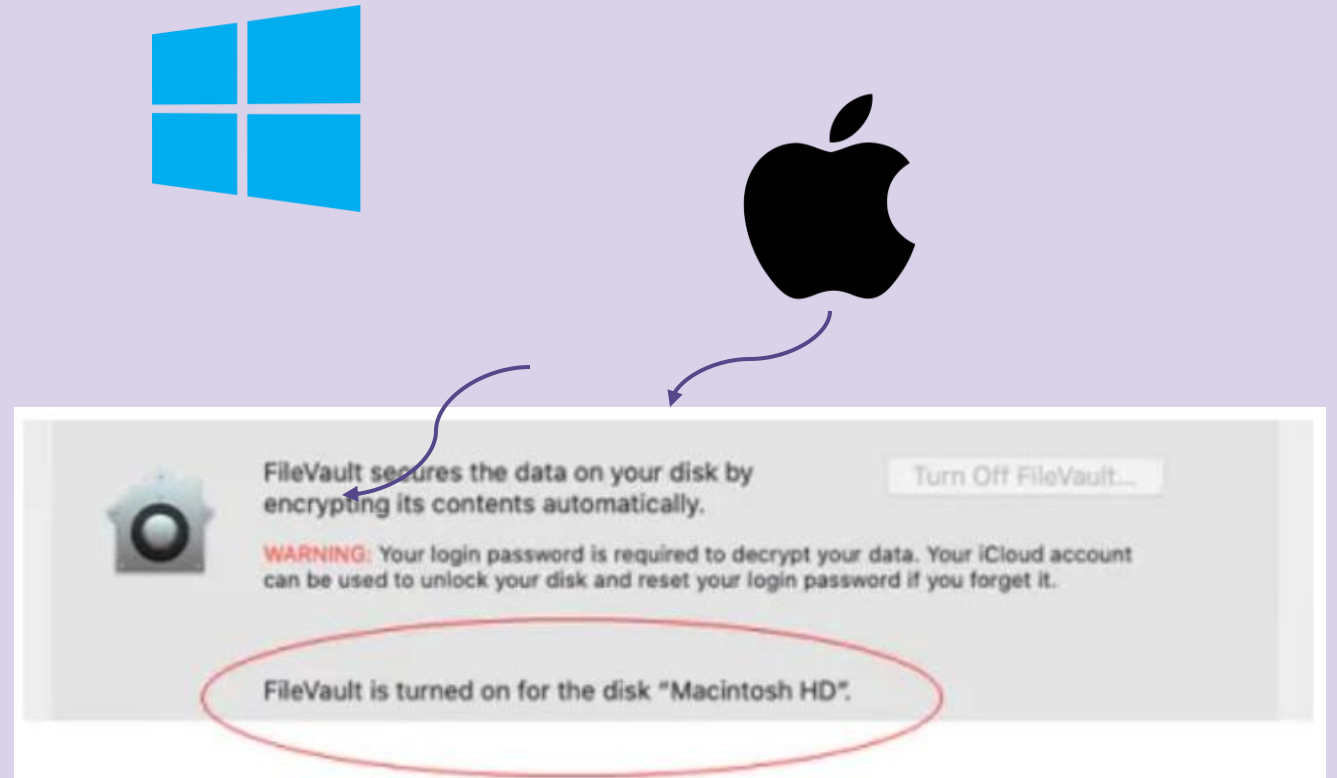 FileVault secures the data on your disk by
encrypting its contents automatically.
Turn Off FileVault...
WARNING: Your login password is required to decrypt your data. Your iCloud account
can be used to unlock your disk and reset your login password if you forget it.
FileVault is turned on for the disk “Macintosh HD”.